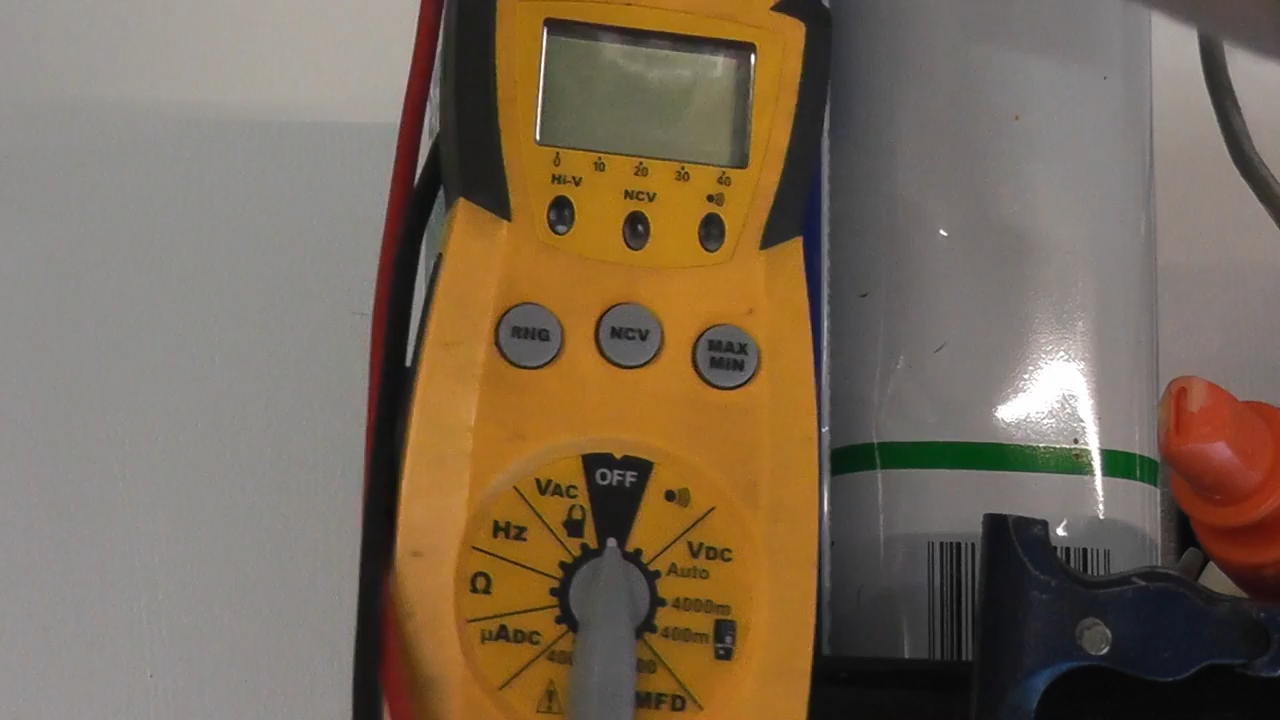 0 10 20 30 40
Hi-V NCV
RNG NCV MAX MIN
OFF
VAC
Hz
VDC
Auto
Ω
4000m
µADC
400m
MFD